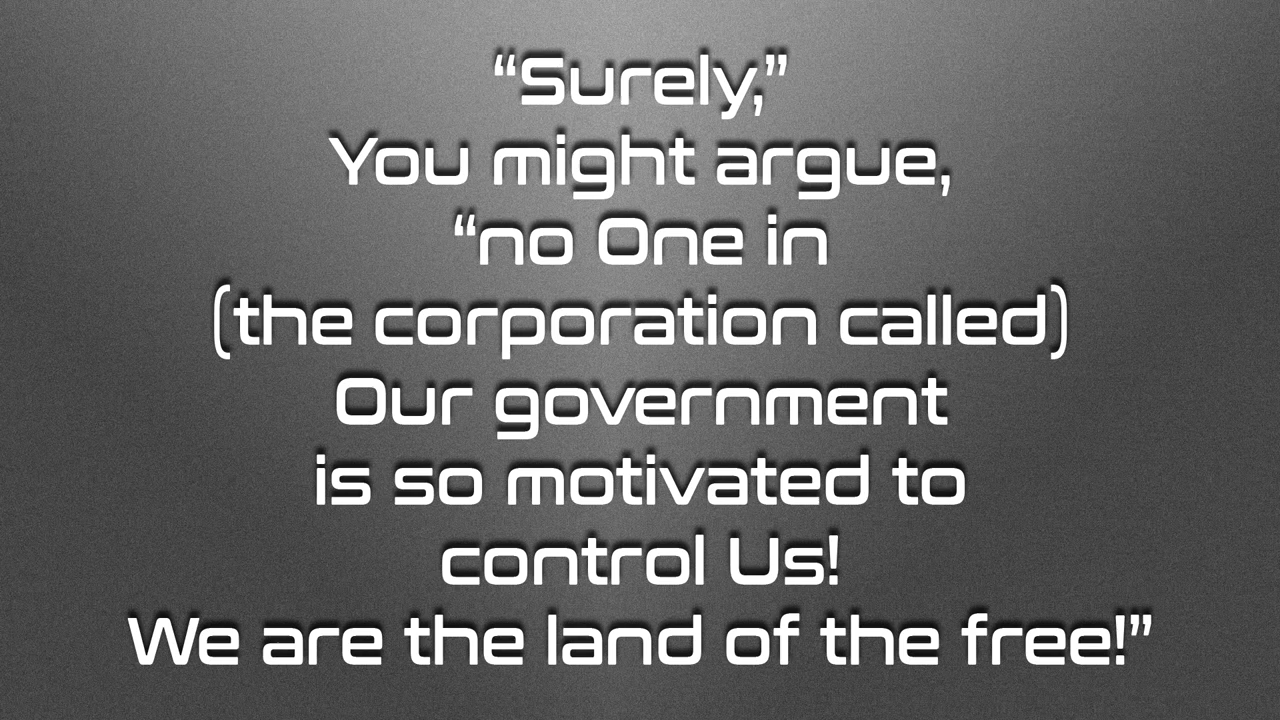 “Surely,”
You might argue,
“no One in
(the corporation called)
Our government
is so motivated to
control Us!
We are the land of the free!”